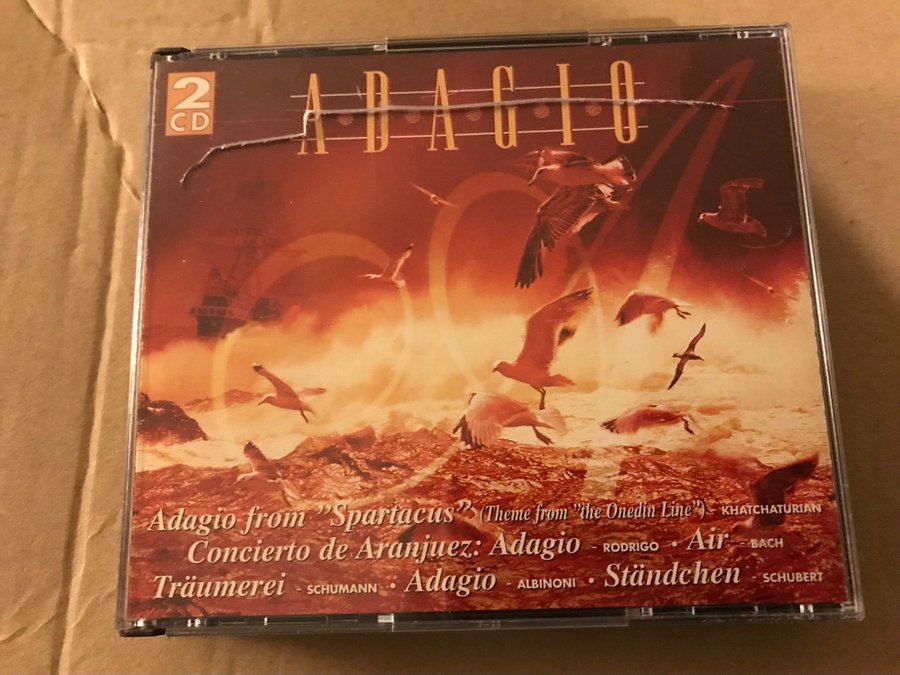 2
CD
ADAGIO
Adagio from "Spartacus" (Theme from "the Onedin Line") - KHATCHATURIAN
Concierto de Aranjuez: Adagio - RODRIGO • Air - BACH
Träumerei - SCHUMANN • Adagio - ALBINONI • Ständchen - SCHUBERT